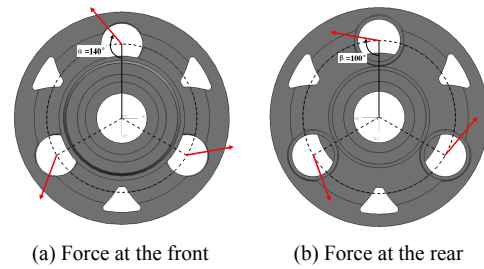 α=140°
β=100°
(a) Force at the front
(b) Force at the rear